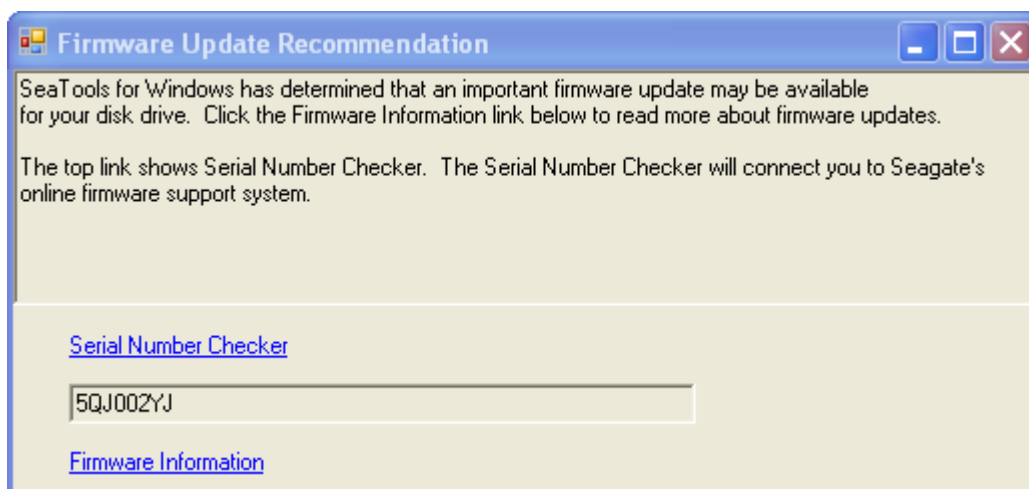 Firmware Update Recommendation
SeaTools for Windows has determined that an important firmware update may be available
for your disk drive.  Click the Firmware Information link below to read more about firmware updates.
The top link shows Serial Number Checker.  The Serial Number Checker will connect you to Seagate's
online firmware support system.
Serial Number Checker
5QJ002YJ
Firmware Information